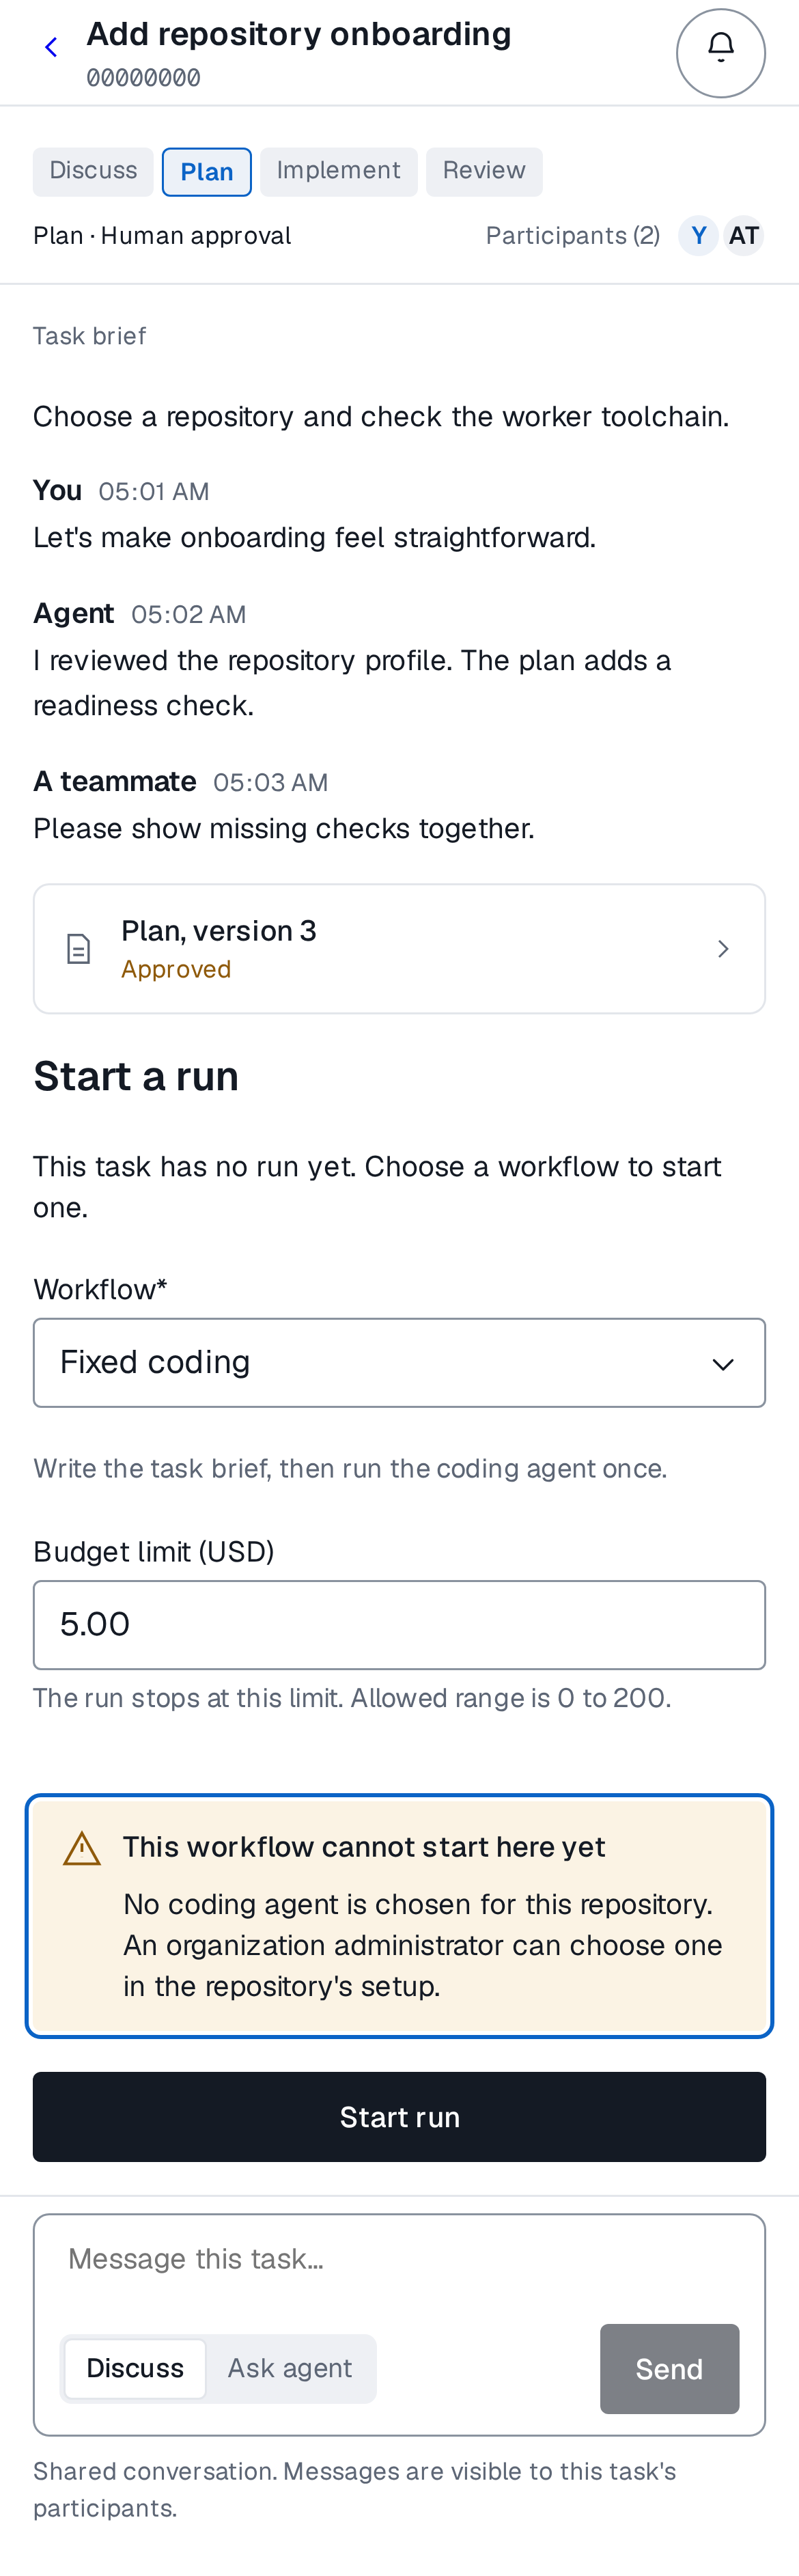 Add repository onboarding
00000000
Discuss Plan Implement Review
Plan · Human approval Participants (2) Y AT
Task brief
Choose a repository and check the worker toolchain.
You 05:01 AM
Let's make onboarding feel straightforward.
Agent 05:02 AM
I reviewed the repository profile. The plan adds a
readiness check.
A teammate 05:03 AM
Please show missing checks together.
Plan, version 3
Approved
Start a run
This task has no run yet. Choose a workflow to start
one.
Workflow*
Fixed coding
Write the task brief, then run the coding agent once.
Budget limit (USD)
5.00
The run stops at this limit. Allowed range is 0 to 200.
This workflow cannot start here yet
No coding agent is chosen for this repository.
An organization administrator can choose one
in the repository's setup.
Start run
Message this task...
Discuss Ask agent Send
Shared conversation. Messages are visible to this task's
participants.